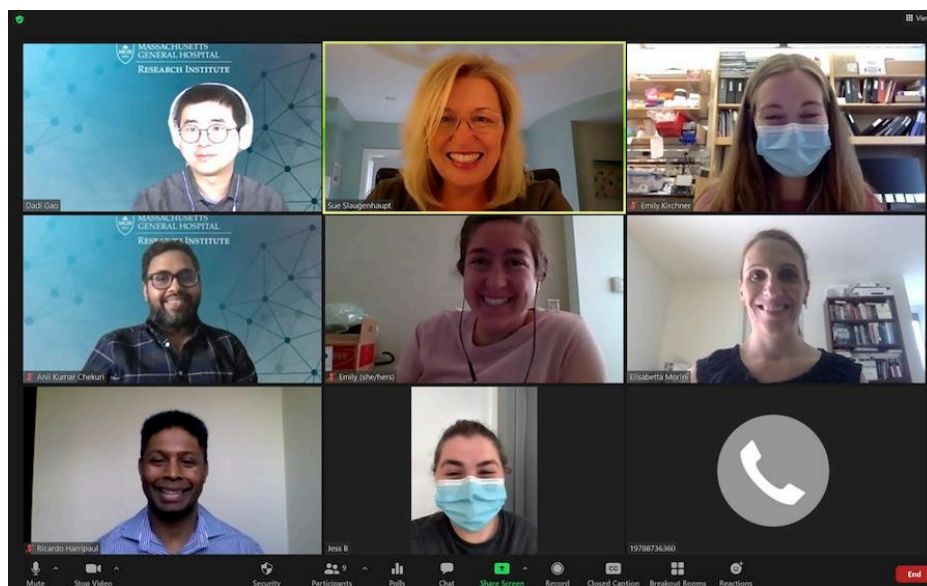 View
MASSACHUSETTS
GENERAL HOSPITAL
RESEARCH INSTITUTE
Dadi Gao
Sue Slaugenhaupt
Emily Kirchner
MASSACHUSETTS
GENERAL HOSPITAL
RESEARCH INSTITUTE
Anil Kumar Chekuri
Emily (she/hers)
Elisabetta Morini
Ricardo Harripaul
Jess B
19788736360
Mute
Stop Video
Security
Participants
9
Polls
Chat
Share Screen
Record
CC
Closed Caption
Breakout Rooms
Reactions
End